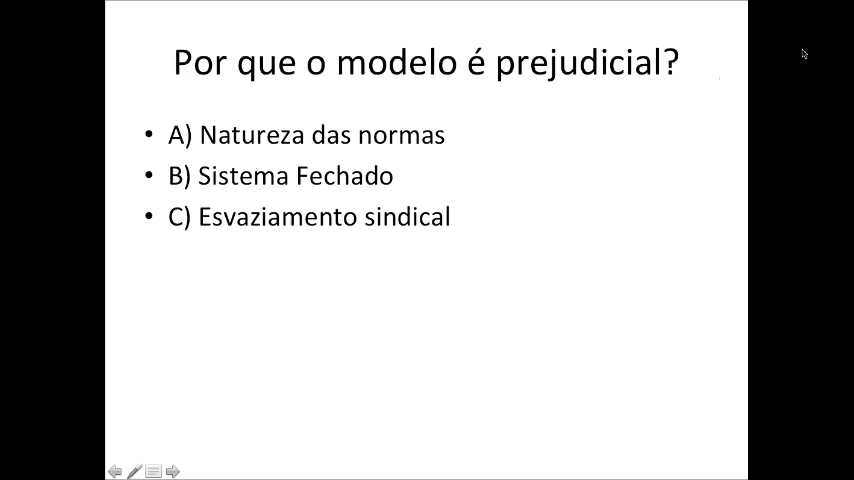 Por que o modelo é prejudicial?
• A) Natureza das normas
• B) Sistema Fechado
• C) Esvaziamento sindical